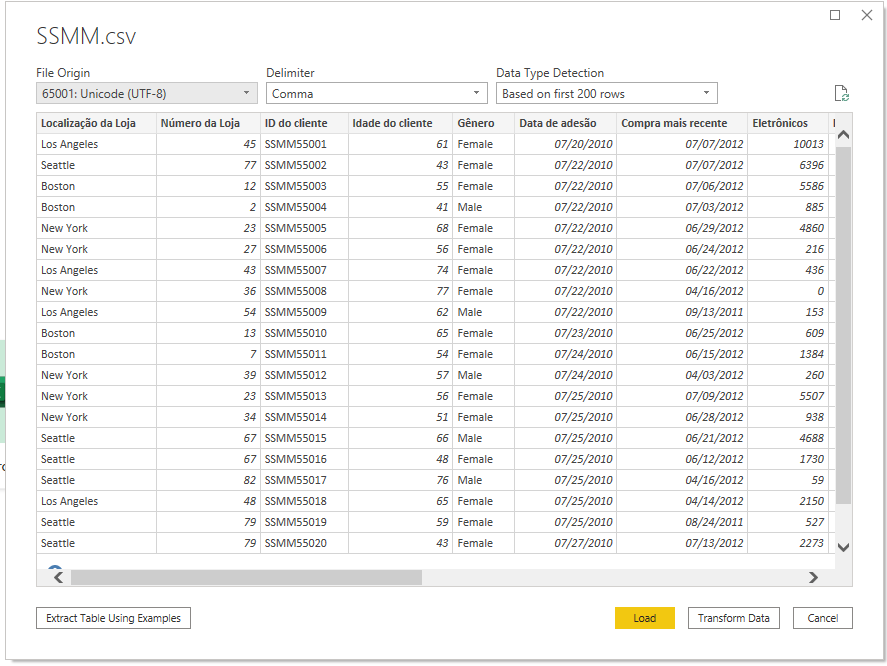 SSMM.csv
File Origin Delimiter Data Type Detection
65001: Unicode (UTF-8) Comma Based on first 200 rows
Localização da Loja Número da Loja ID do cliente Idade do cliente Gênero Data de adesão Compra mais recente Eletrônicos
Los Angeles 45 SSMM55001 61 Female 07/20/2010 07/07/2012 10013
Seattle 77 SSMM55002 43 Female 07/22/2010 07/07/2012 6396
Boston 12 SSMM55003 55 Female 07/22/2010 07/06/2012 5586
Boston 2 SSMM55004 41 Male 07/22/2010 07/03/2012 885
New York 23 SSMM55005 68 Female 07/22/2010 06/29/2012 4860
New York 27 SSMM55006 56 Female 07/22/2010 06/24/2012 216
Los Angeles 43 SSMM55007 74 Female 07/22/2010 06/22/2012 436
New York 36 SSMM55008 77 Female 07/22/2010 04/16/2012 0
Los Angeles 54 SSMM55009 62 Male 07/22/2010 09/13/2011 153
Boston 13 SSMM55010 65 Female 07/23/2010 06/25/2012 609
Boston 7 SSMM55011 54 Female 07/24/2010 06/15/2012 1384
New York 39 SSMM55012 57 Male 07/24/2010 04/03/2012 260
New York 23 SSMM55013 56 Female 07/25/2010 07/09/2012 5507
New York 34 SSMM55014 51 Female 07/25/2010 06/28/2012 938
Seattle 67 SSMM55015 66 Male 07/25/2010 06/21/2012 4688
Seattle 67 SSMM55016 48 Female 07/25/2010 06/12/2012 1730
Seattle 82 SSMM55017 76 Male 07/25/2010 04/16/2012 59
Los Angeles 48 SSMM55018 65 Female 07/25/2010 04/14/2012 2150
Seattle 79 SSMM55019 59 Female 07/25/2010 08/24/2011 527
Seattle 79 SSMM55020 43 Female 07/27/2010 07/13/2012 2273
Extract Table Using Examples Load Transform Data Cancel